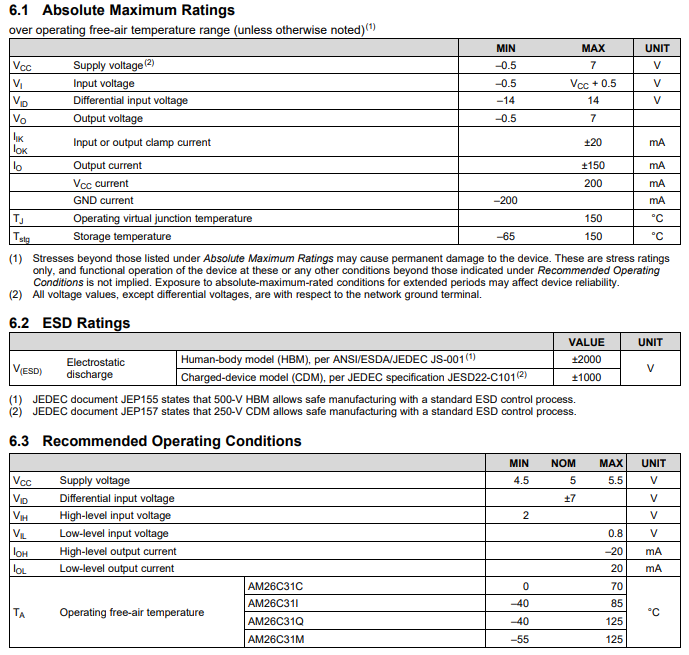 6.1 Absolute Maximum Ratings
over operating free-air temperature range (unless otherwise noted)(1)
MIN MAX UNIT
VCC Supply voltage(2) –0.5 7 V
VI Input voltage –0.5 VCC + 0.5 V
VID Differential input voltage –14 14 V
VO Output voltage –0.5 7
IIK
IOK Input or output clamp current ±20 mA
IO Output current ±150 mA
VCC current 200 mA
GND current –200 mA
TJ Operating virtual junction temperature 150 °C
Tstg Storage temperature –65 150 °C
(1) Stresses beyond those listed under Absolute Maximum Ratings may cause permanent damage to the device. These are stress ratings
only, and functional operation of the device at these or any other conditions beyond those indicated under Recommended Operating
Conditions is not implied. Exposure to absolute-maximum-rated conditions for extended periods may affect device reliability.
(2) All voltage values, except differential voltages, are with respect to the network ground terminal.
6.2 ESD Ratings
VALUE UNIT
V(ESD) Electrostatic discharge Human-body model (HBM), per ANSI/ESDA/JEDEC JS-001(1) ±2000 V
Charged-device model (CDM), per JEDEC specification JESD22-C101(2) ±1000
(1) JEDEC document JEP155 states that 500-V HBM allows safe manufacturing with a standard ESD control process.
(2) JEDEC document JEP157 states that 250-V CDM allows safe manufacturing with a standard ESD control process.
6.3 Recommended Operating Conditions
MIN NOM MAX UNIT
VCC Supply voltage 4.5 5 5.5 V
VID Differential input voltage ±7 V
VIH High-level input voltage 2 V
VIL Low-level input voltage 0.8 V
IOH High-level output current –20 mA
IOL Low-level output current 20 mA
TA Operating free-air temperature AM26C31C 0 70 °C
AM26C31I –40 85
AM26C31Q –40 125
AM26C31M –55 125